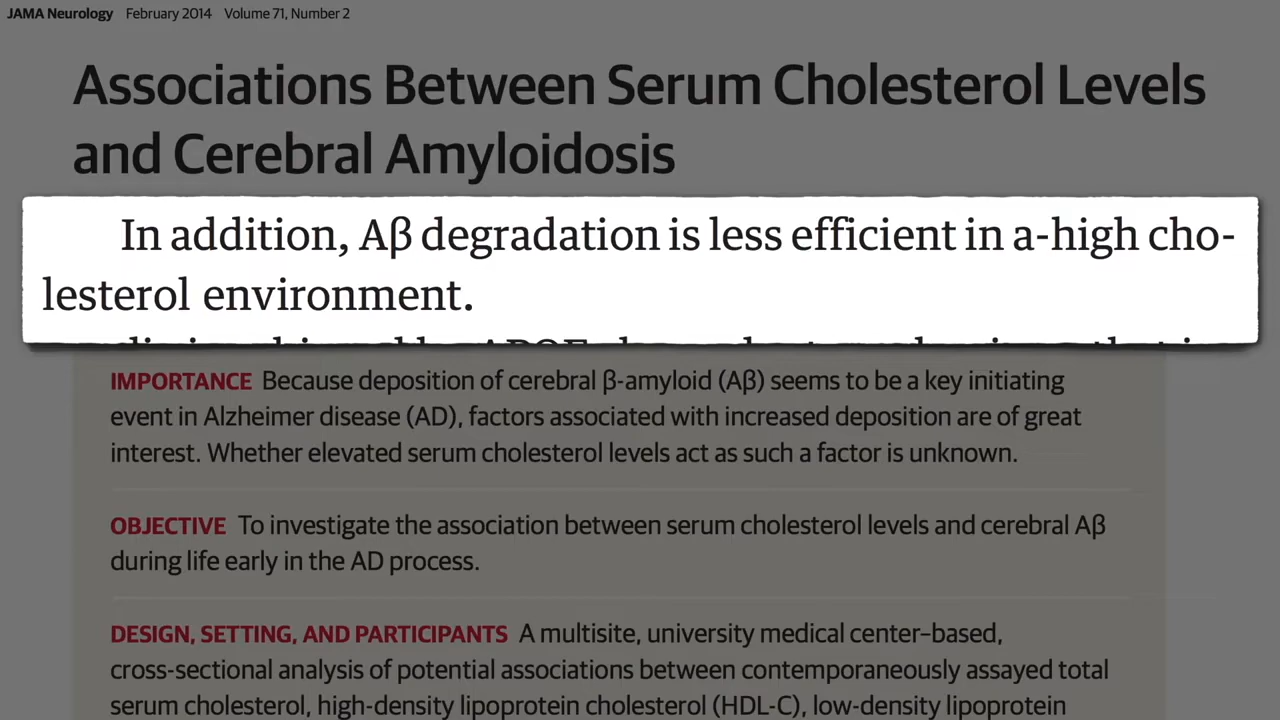 JAMA Neurology February 2014 Volume 71, Number 2
Associations Between Serum Cholesterol Levels
and Cerebral Amyloidosis
In addition, Aβ degradation is less efficient in a-high cho-
lesterol environment.
IMPORTANCE Because deposition of cerebral β-amyloid (Aβ) seems to be a key initiating
event in Alzheimer disease (AD), factors associated with increased deposition are of great
interest. Whether elevated serum cholesterol levels act as such a factor is unknown.
OBJECTIVE To investigate the association between serum cholesterol levels and cerebral Aβ
during life early in the AD process.
DESIGN, SETTING, AND PARTICIPANTS A multisite, university medical center–based,
cross-sectional analysis of potential associations between contemporaneously assayed total
serum cholesterol, high-density lipoprotein cholesterol (HDL-C), low-density lipoprotein